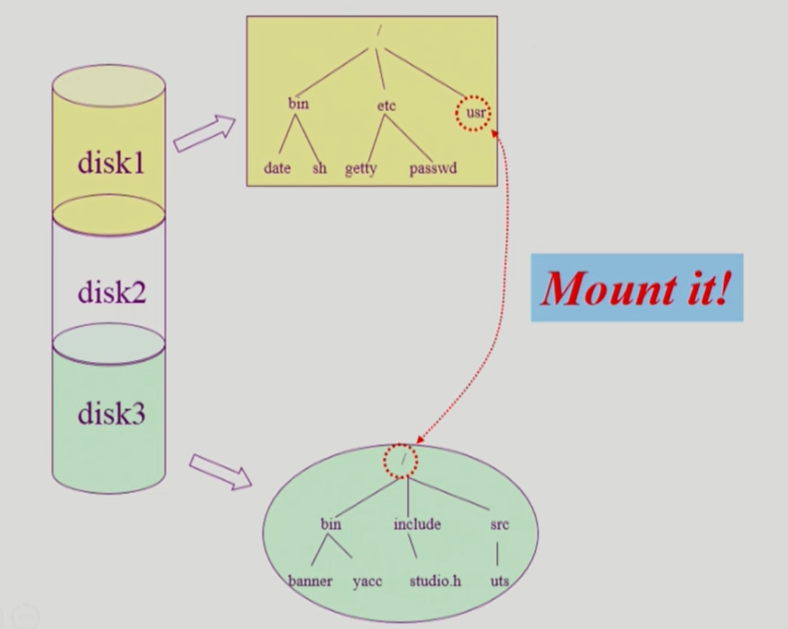 /
bin etc usr
date sh getty passwd
disk1
disk2
Mount it!
disk3
/
bin include src
banner yacc studio.h uts